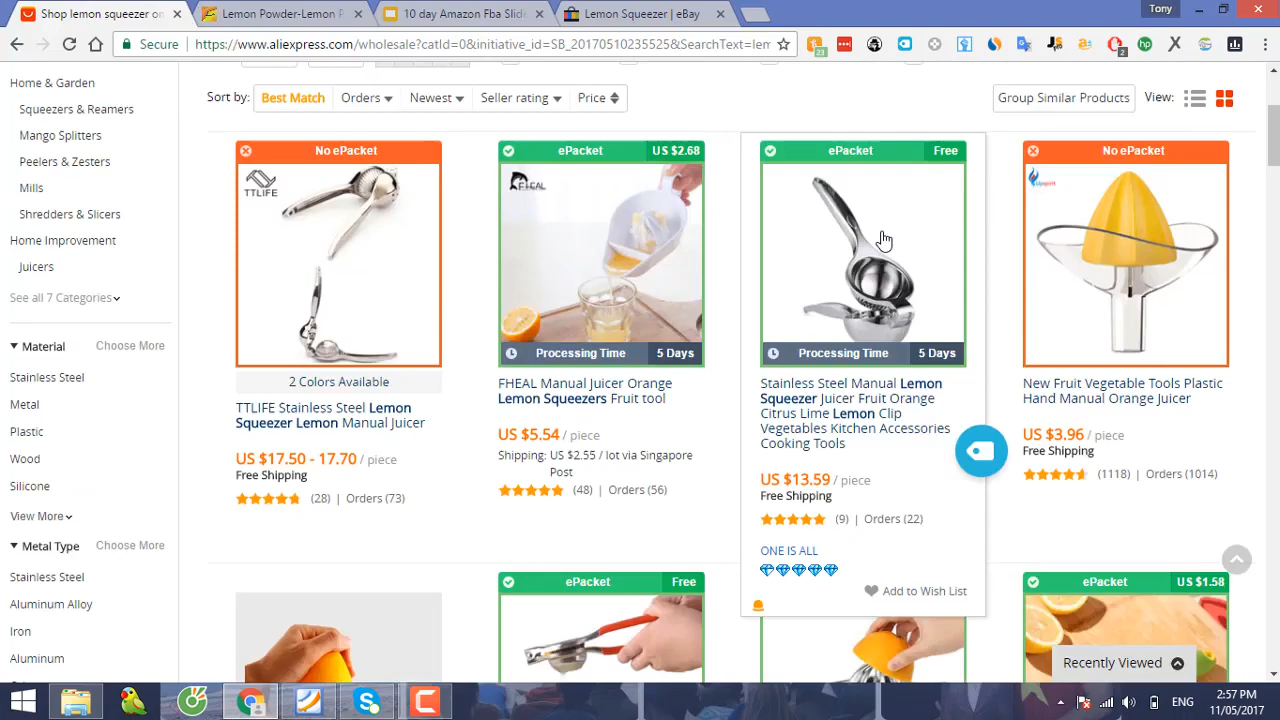 Shop lemon squeezer on
Lemon Powder-Lemon P
10 day Amazon Fba Slide
Lemon Squeezer | eBay
Tony
Secure
https://www.aliexpress.com/wholesale?catId=0&initiative_id=SB_20170510235525&SearchText=lem
23
2
Home & Garden
Squeezers & Reamers
Mango Splitters
Peelers & Zesters
Mills
Shredders & Slicers
Home Improvement
Juicers
See all 7 Categories
Material
Choose More
Stainless Steel
Metal
Plastic
Wood
Silicone
View More
Metal Type
Choose More
Stainless Steel
Aluminum Alloy
Iron
Aluminum
Sort by:
Best Match
Orders
Newest
Seller rating
Price
Group Similar Products
View:
No ePacket
TTLIFE
2 Colors Available
TTLIFE Stainless Steel Lemon
Squeezer Lemon Manual Juicer
US $17.50 - 17.70 / piece
Free Shipping
(28) | Orders (73)
ePacket
US $2.68
FHEAL
Processing Time
5 Days
FHEAL Manual Juicer Orange
Lemon Squeezers Fruit tool
US $5.54 / piece
Shipping: US $2.55 / lot via Singapore
Post
(48) | Orders (56)
ePacket
Free
Processing Time
5 Days
Stainless Steel Manual Lemon
Squeezer Juicer Fruit Orange
Citrus Lime Lemon Clip
Vegetables Kitchen Accessories
Cooking Tools
US $13.59 / piece
Free Shipping
(9) | Orders (22)
ONE IS ALL
Add to Wish List
No ePacket
New Fruit Vegetable Tools Plastic
Hand Manual Orange Juicer
US $3.96 / piece
Free Shipping
(1118) | Orders (1014)
ePacket
Free
ePacket
US $1.58
Recently Viewed
ENG
2:57 PM
11/05/2017